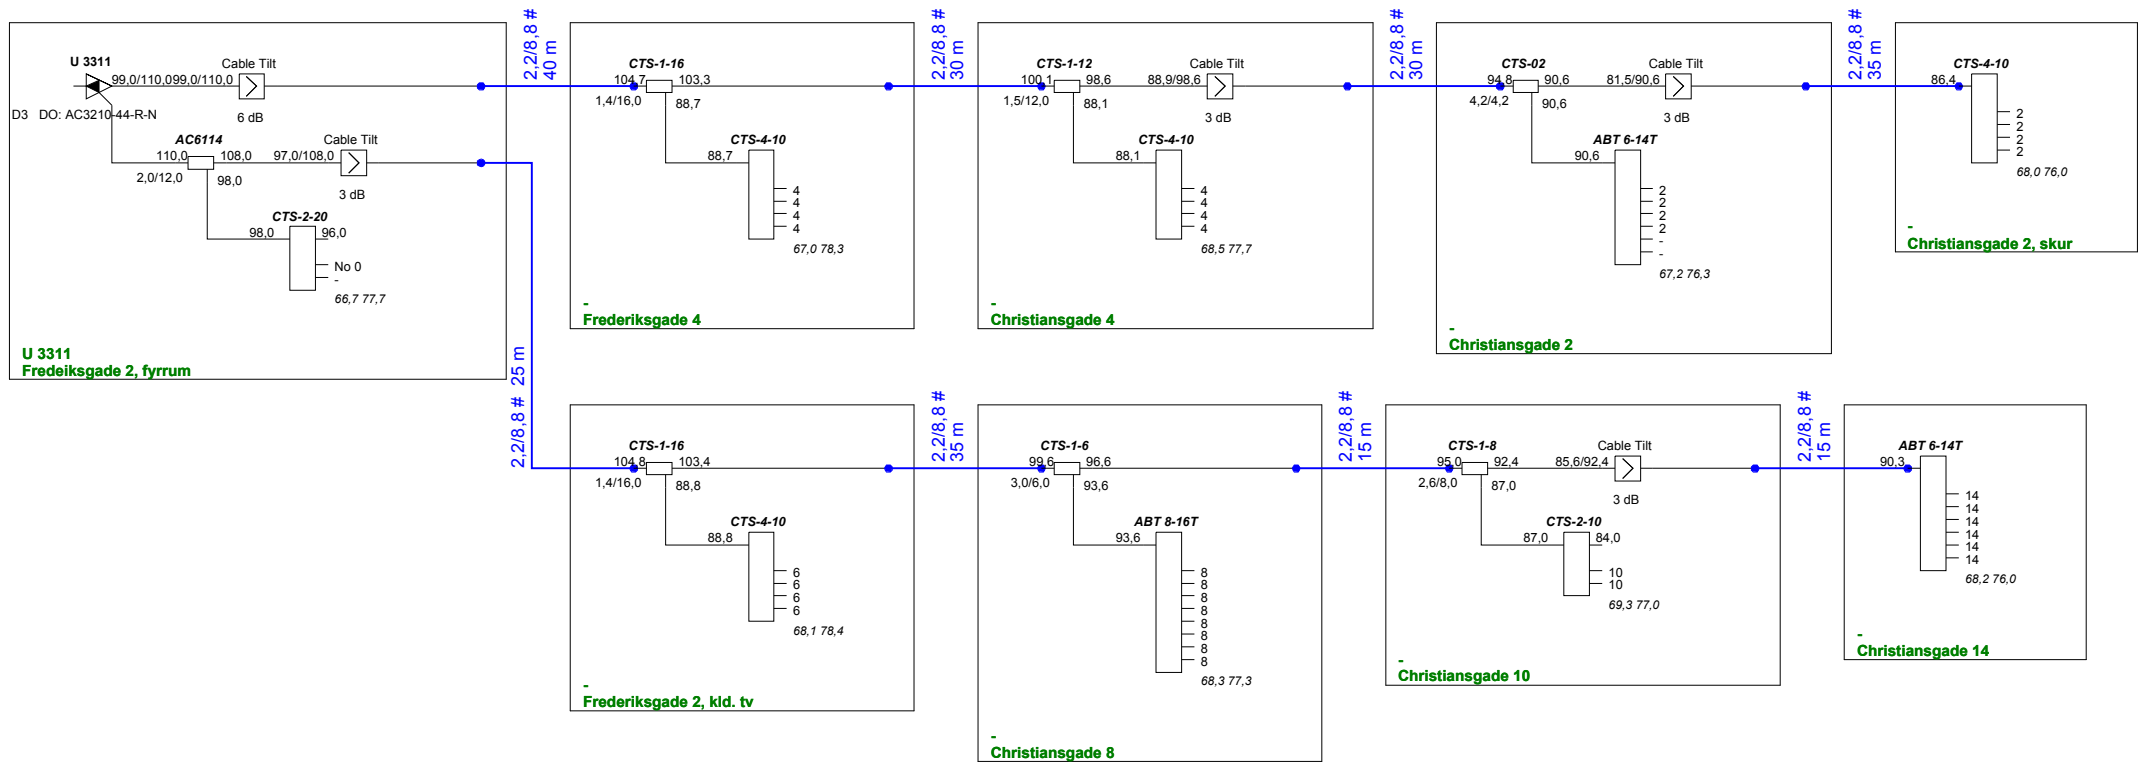 U 3311
99,0/110,0
99,0/110,0
Cable Tilt
6 dB
D3 DO: AC3210-44-R-N
AC6114
110,0
108,0
2,0/12,0
98,0
97,0/108,0
Cable Tilt
3 dB
CTS-2-20
98,0
96,0
No 0
-
66,7 77,7
U 3311
Fredeiksgade 2, fyrrum
2,2/8,8 #
40 m
CTS-1-16
104,7
103,3
1,4/16,0
88,7
CTS-4-10
88,7
4
4
4
4
67,0 78,3
-
Frederiksgade 4
2,2/8,8 #
30 m
CTS-1-12
100,1
98,6
1,5/12,0
88,1
88,9/98,6
Cable Tilt
3 dB
CTS-4-10
88,1
4
4
4
4
68,5 77,7
-
Christiansgade 4
2,2/8,8 #
30 m
CTS-02
94,8
90,6
4,2/4,2
90,6
81,5/90,6
Cable Tilt
3 dB
ABT 6-14T
90,6
2
2
2
2
-
-
67,2 76,3
-
Christiansgade 2
2,2/8,8 #
35 m
CTS-4-10
86,4
2
2
2
2
68,0 76,0
-
Christiansgade 2, skur
2,2/8,8 # 25 m
CTS-1-16
104,8
103,4
1,4/16,0
88,8
CTS-4-10
88,8
6
6
6
6
68,1 78,4
-
Frederiksgade 2, kld. tv
2,2/8,8 #
35 m
CTS-1-6
99,6
96,6
3,0/6,0
93,6
ABT 8-16T
93,6
8
8
8
8
8
8
8
8
68,3 77,3
-
Christiansgade 8
2,2/8,8 #
15 m
CTS-1-8
95,0
92,4
2,6/8,0
87,0
85,6/92,4
Cable Tilt
3 dB
CTS-2-10
87,0
84,0
10
10
69,3 77,0
-
Christiansgade 10
2,2/8,8 #
15 m
ABT 6-14T
90,3
14
14
14
14
14
14
68,2 76,0
-
Christiansgade 14